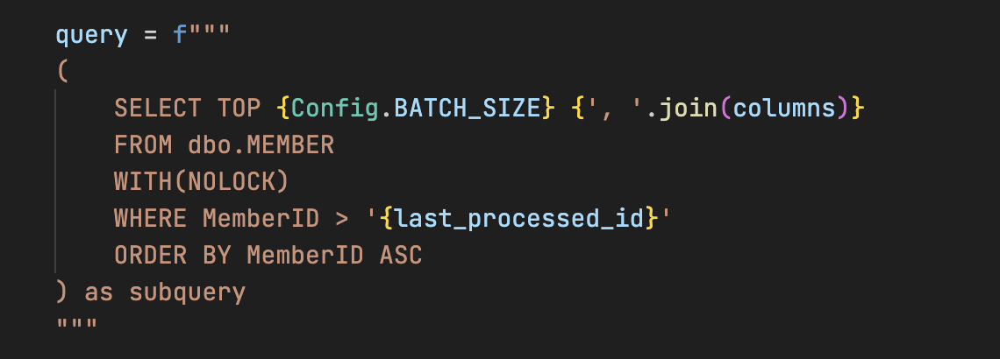 query = f"""
(
    SELECT TOP {Config.BATCH_SIZE} {', '.join(columns)}
    FROM dbo.MEMBER
    WITH(NOLOCK)
    WHERE MemberID > '{last_processed_id}'
    ORDER BY MemberID ASC
) as subquery
"""